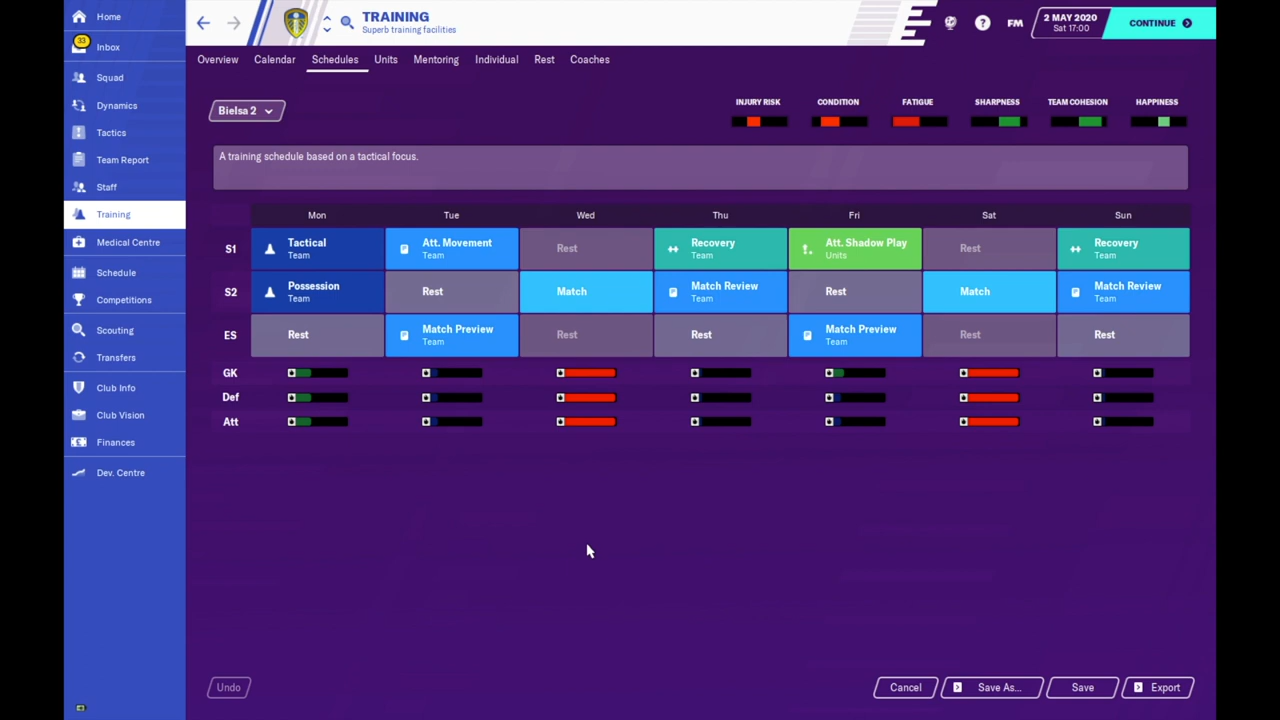 Home
33
Inbox
Squad
Dynamics
Tactics
Team Report
Staff
Training
Medical Centre
Schedule
Competitions
Scouting
Transfers
Club Info
Club Vision
Finances
Dev. Centre
TRAINING
Superb training facilities
?
FM
2 MAY 2020
Sat 17:00
CONTINUE
Overview Calendar Schedules Units Mentoring Individual Rest Coaches
Bielsa 2
INJURY RISK CONDITION FATIGUE SHARPNESS TEAM COHESION HAPPINESS
A training schedule based on a tactical focus.
Mon Tue Wed Thu Fri Sat Sun
S1 Tactical Att. Movement Rest Recovery Att. Shadow Play Rest Recovery
Team Team Team Units Team
S2 Possession Rest Match Match Review Rest Match Match Review
Team Team Team
ES Rest Match Preview Rest Rest Match Preview Rest Rest
Team Team
GK
Def
Att
Undo Cancel Save As... Save Export